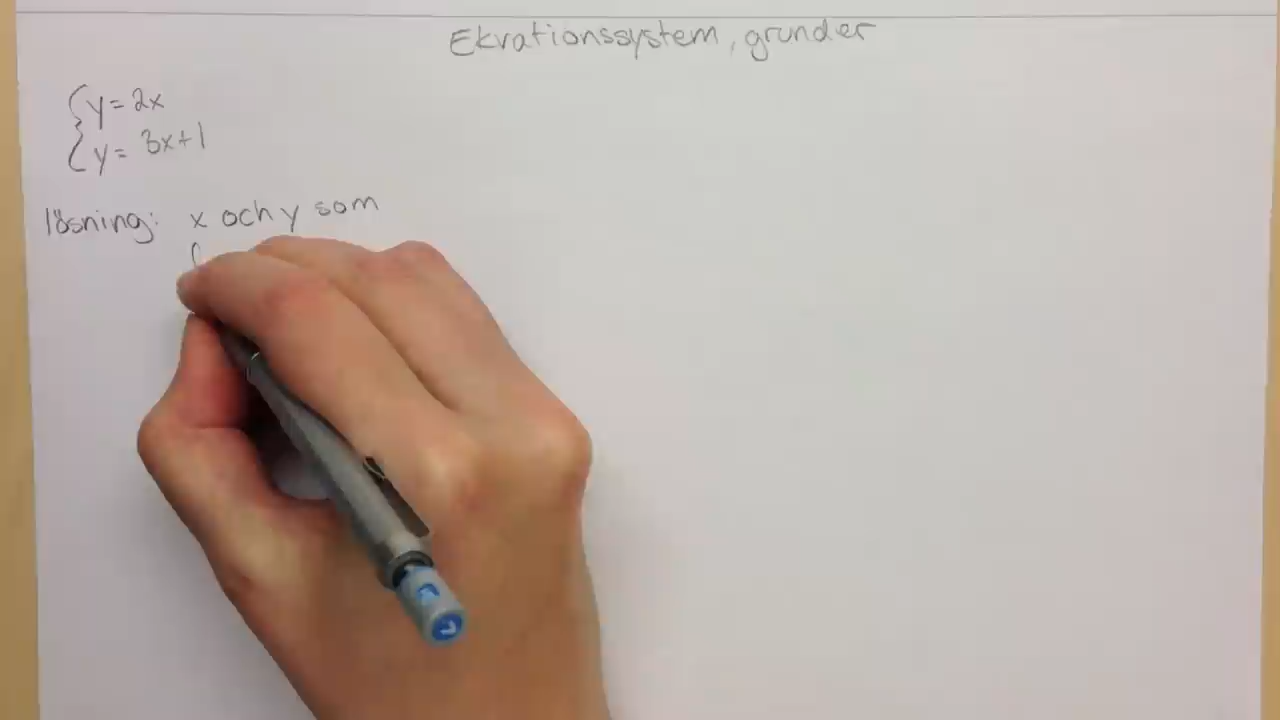 Ekvationssystem, grunder
{y=2x
{y= 3x+1
lösning: x och y som